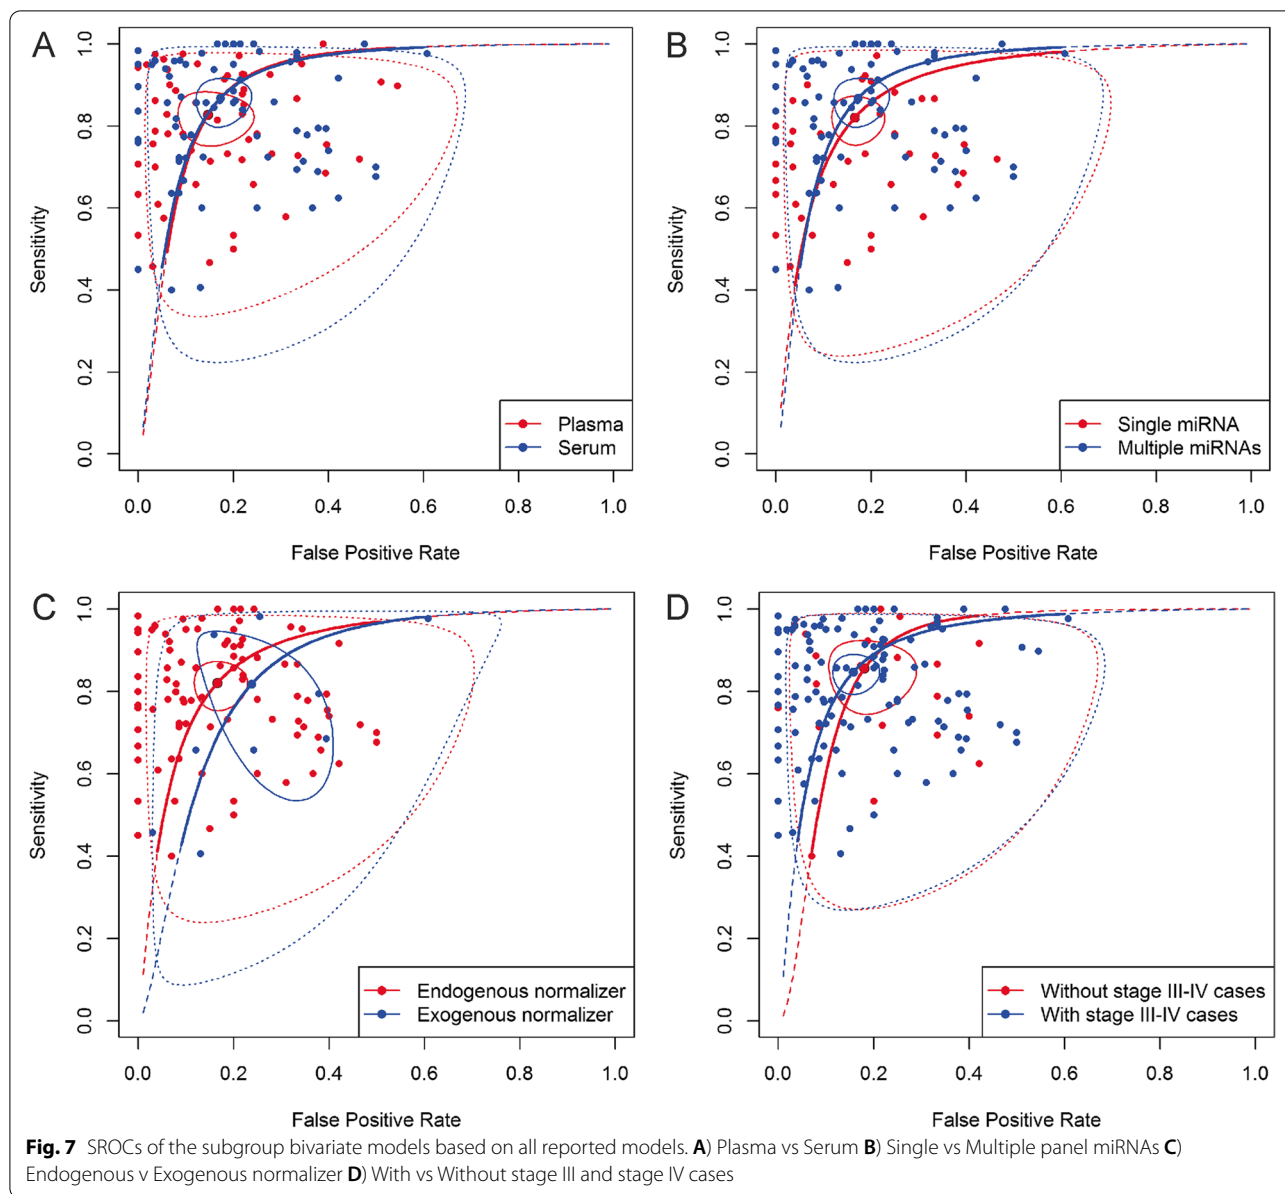 A
Sensitivity
1.0
0.8
0.6
0.4
0.2
0.0
Plasma
Serum
0.0 0.2 0.4 0.6 0.8 1.0
False Positive Rate
B
Sensitivity
1.0
0.8
0.6
0.4
0.2
0.0
Single miRNA
Multiple miRNAs
0.0 0.2 0.4 0.6 0.8 1.0
False Positive Rate
C
Sensitivity
1.0
0.8
0.6
0.4
0.2
0.0
Endogenous normalizer
Exogenous normalizer
0.0 0.2 0.4 0.6 0.8 1.0
False Positive Rate
D
Sensitivity
1.0
0.8
0.6
0.4
0.2
0.0
Without stage III-IV cases
With stage III-IV cases
0.0 0.2 0.4 0.6 0.8 1.0
False Positive Rate
Fig. 7 SROCs of the subgroup bivariate models based on all reported models. A) Plasma vs Serum B) Single vs Multiple panel miRNAs C)
Endogenous v Exogenous normalizer D) With vs Without stage III and stage IV cases